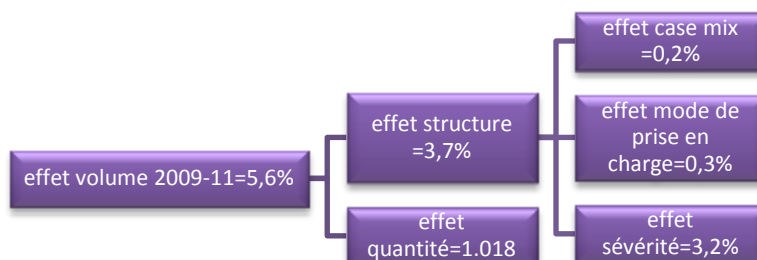 effet volume 2009-11=5,6%
effet structure
=3,7%
effet
quantité=1.018
effet case mix
=0,2%
effet mode de
prise en
charge=0,3%
effet
sévérité=3,2%